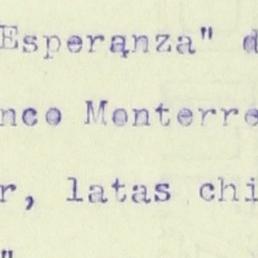 Esperanza" d
nco Monterre
r, latas chi
"